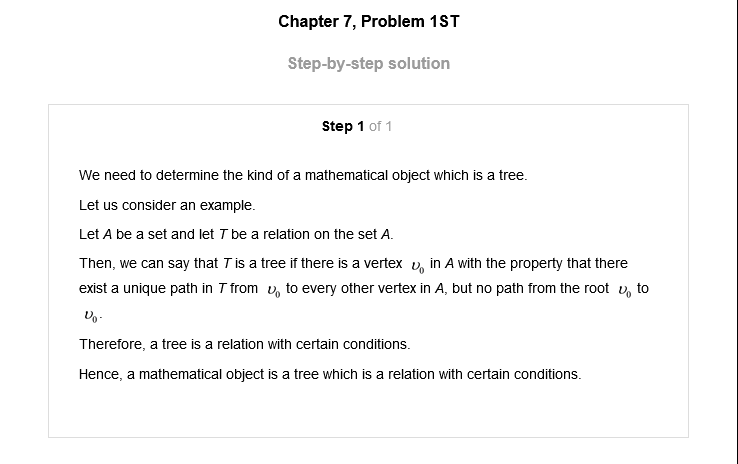 Chapter 7, Problem 1ST
Step-by-step solution
Step 1 of 1
We need to determine the kind of a mathematical object which is a tree.
Let us consider an example.
Let A be a set and let T be a relation on the set A.
Then, we can say that T is a tree if there is a vertex υ₀ in A with the property that there
exist a unique path in T from υ₀ to every other vertex in A, but no path from the root υ₀ to
υ₀.
Therefore, a tree is a relation with certain conditions.
Hence, a mathematical object is a tree which is a relation with certain conditions.